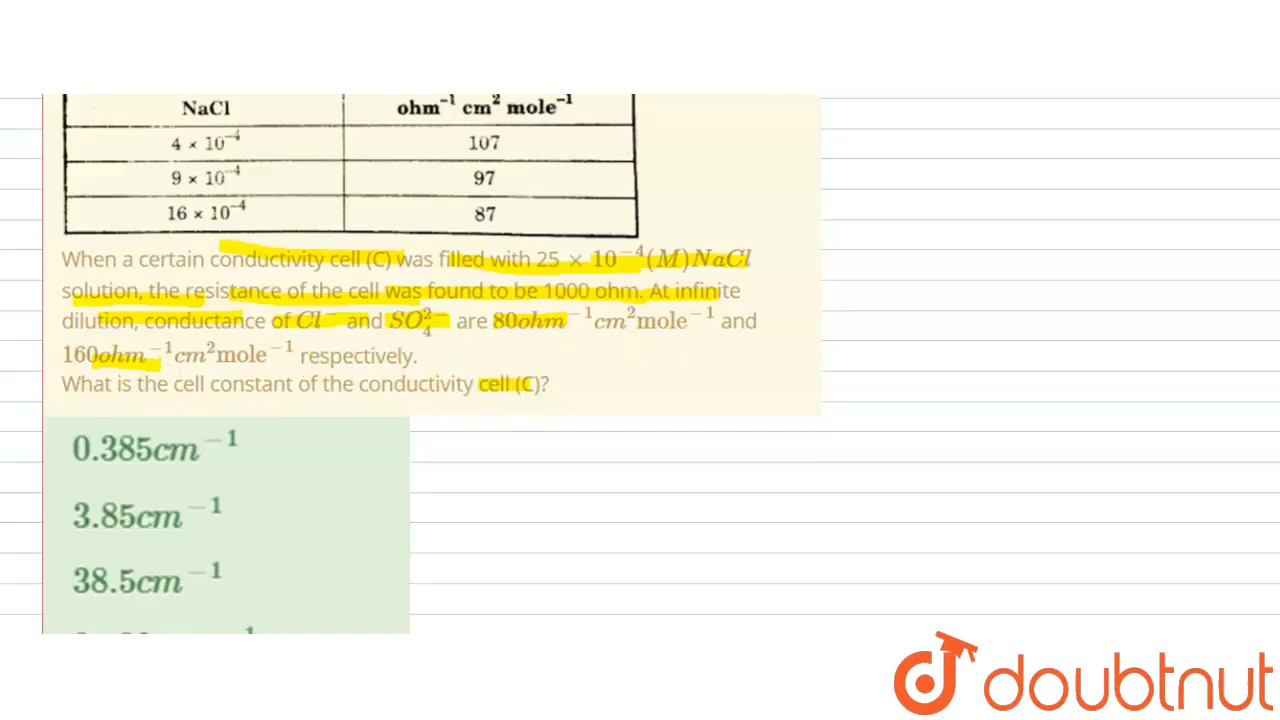 NaCl ohm⁻¹ cm² mole⁻¹
4 × 10⁻⁴ 107
9 × 10⁻⁴ 97
16 × 10⁻⁴ 87
When a certain conductivity cell (C) was filled with 25 × 10⁻⁴(M)NaCl
solution, the resistance of the cell was found to be 1000 ohm. At infinite
dilution, conductance of Cl⁻ and SO₄²⁻ are 80ohm⁻¹cm²mole⁻¹ and
160ohm⁻¹cm²mole⁻¹ respectively.
What is the cell constant of the conductivity cell (C)?
0.385cm⁻¹
3.85cm⁻¹
38.5cm⁻¹
doubtnut